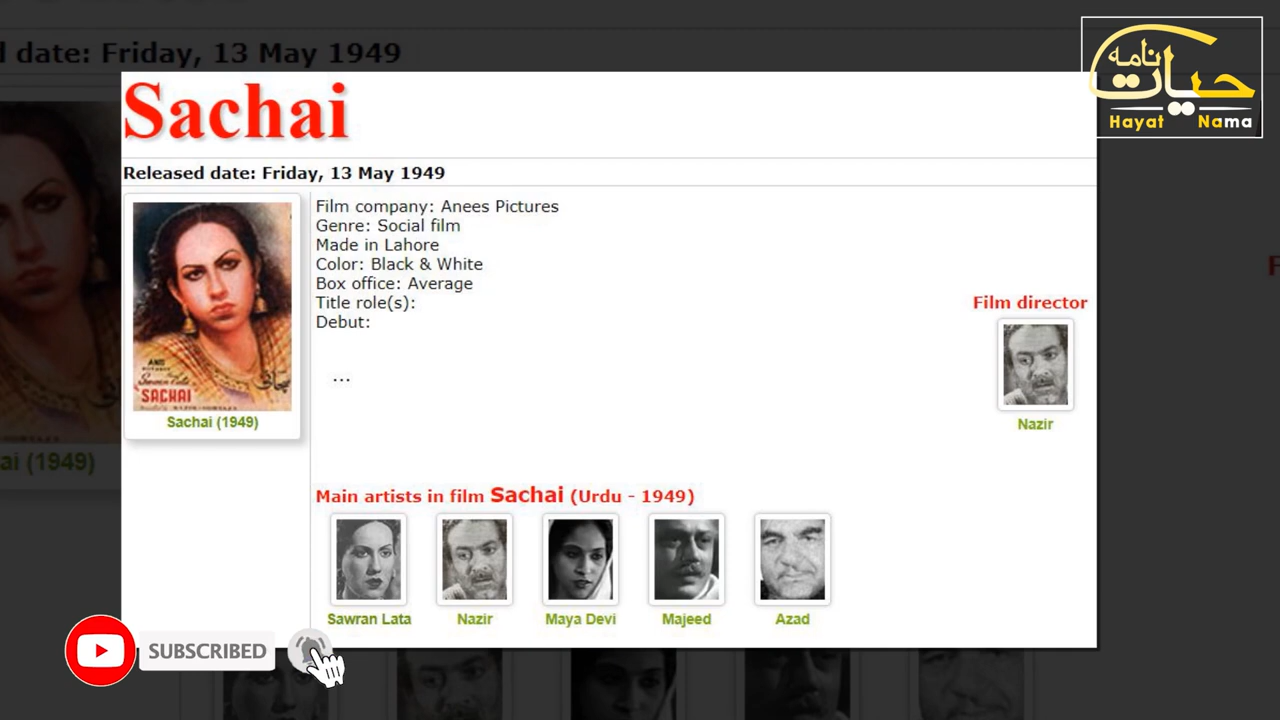 d date: Friday, 13 May 1949
نامہ
حیات
Hayat Nama
Sachai
Released date: Friday, 13 May 1949
Film company: Anees Pictures
Genre: Social film
Made in Lahore
Color: Black & White
Box office: Average
Title role(s):
Debut:
...
Film director
Nazir
سچائی
SACHAI
Sachai (1949)
ai (1949)
Main artists in film Sachai (Urdu - 1949)
Sawran Lata
Nazir
Maya Devi
Majeed
Azad
SUBSCRIBED